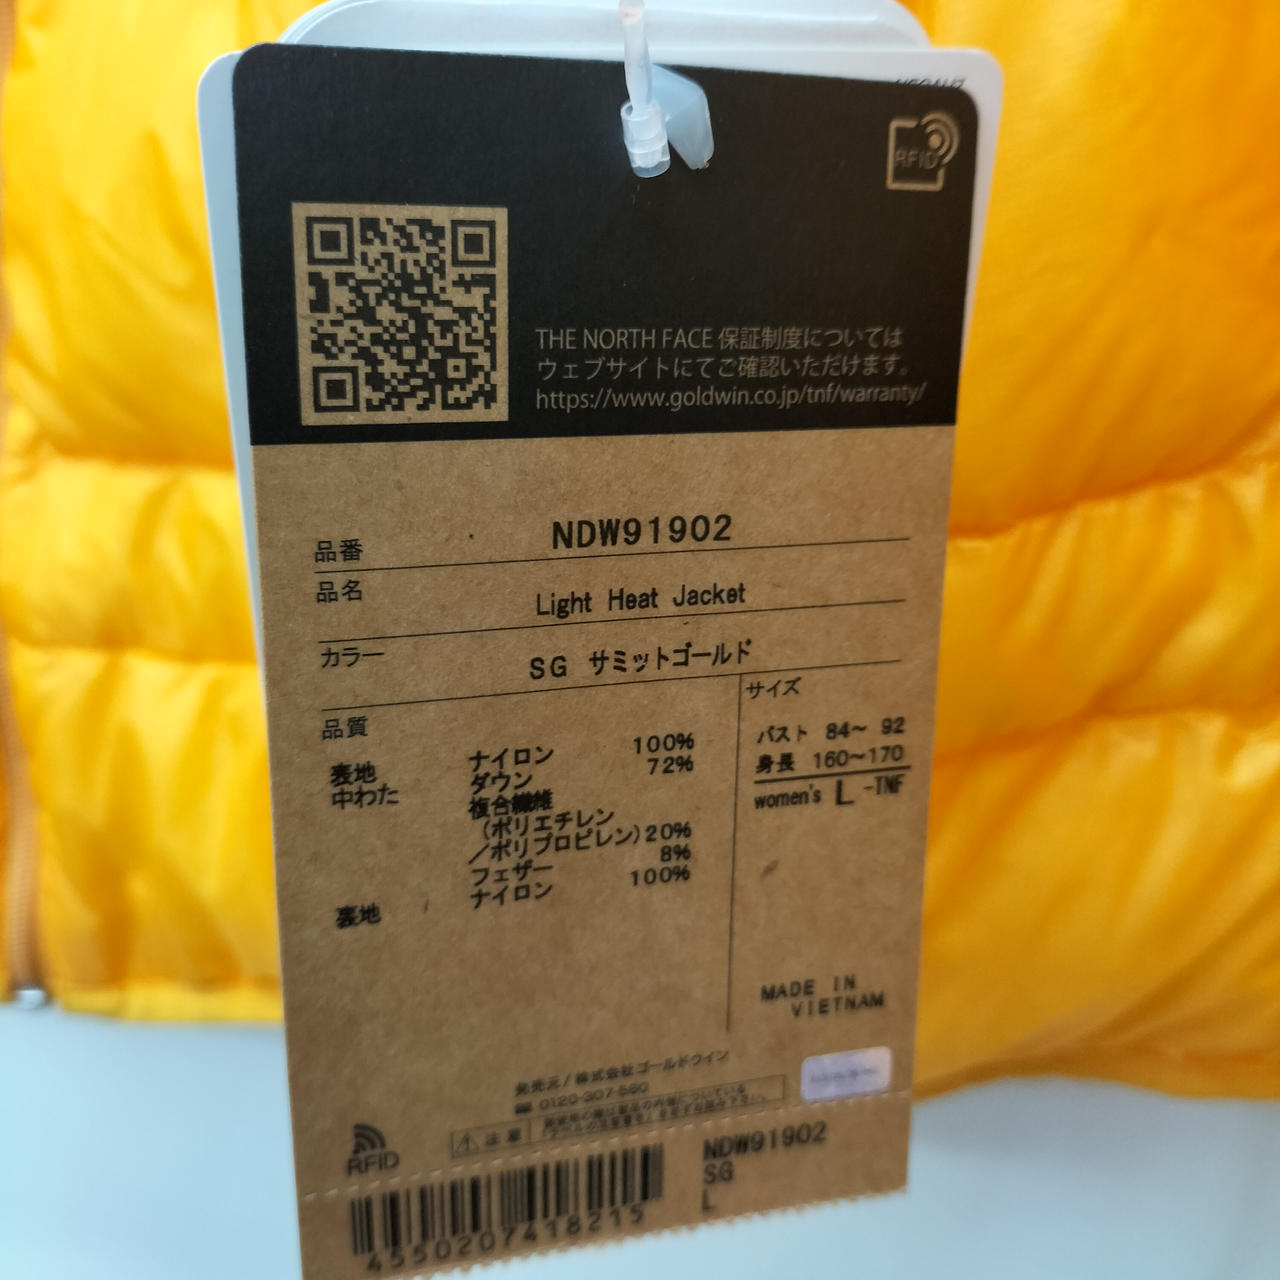 RFID
THE NORTH FACE 保証制度については
ウェブサイトにてご確認いただけます。
https://www.goldwin.co.jp/tnf/warranty/
品番 NDW91902
品名 Light Heat Jacket
カラー SG サミットゴールド
品質
表地 ナイロン 100%
中わた ダウン 72%
複合繊維
(ポリエチレン
/ポリプロピレン)20%
フェザー 8%
裏地 ナイロン 100%
サイズ
バスト 84~ 92
身長 160~170
women's L -TNF
MADE IN
VIETNAM
発売元/株式会社ゴールドウイン
0120-307-560
注意
RFID
NDW91902
SG
L
4550207418215